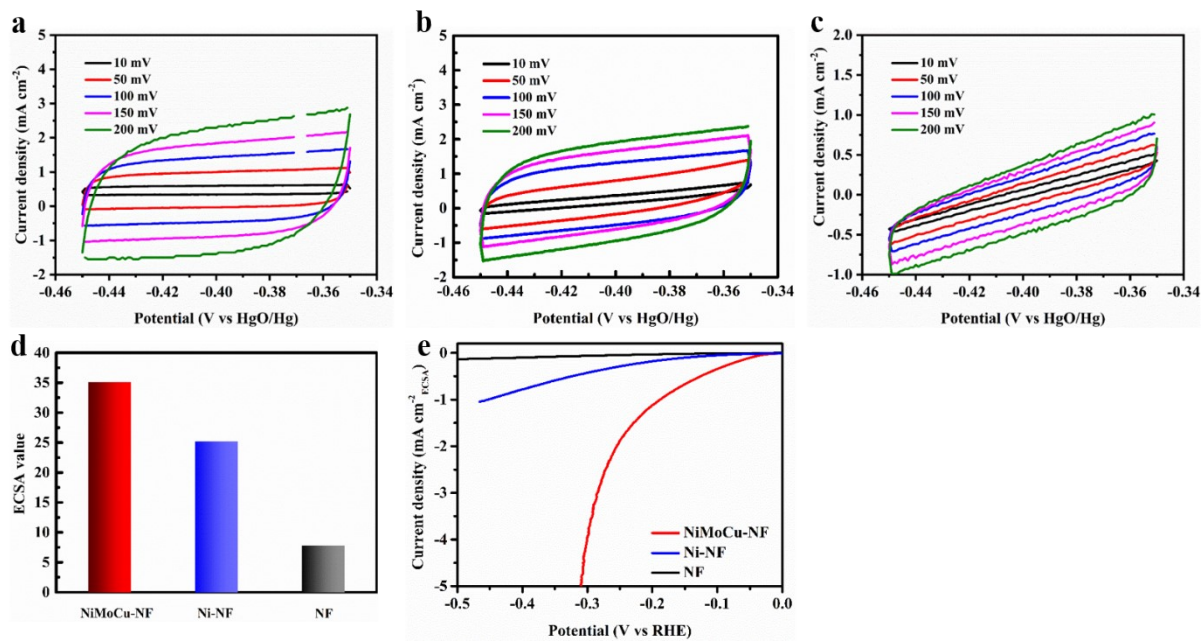 a
5
4
3
2
1
0
-1
-2
Current density (mA cm-2)
10 mV
50 mV
100 mV
150 mV
200 mV
-0.46 -0.44 -0.42 -0.40 -0.38 -0.36 -0.34
Potential (V vs HgO/Hg)
b
5
4
3
2
1
0
-1
-2
Current density (mA cm-2)
10 mV
50 mV
100 mV
150 mV
200 mV
-0.46 -0.44 -0.42 -0.40 -0.38 -0.36 -0.34
Potential (V vs HgO/Hg)
c
2.0
1.5
1.0
0.5
0.0
-0.5
-1.0
Current density (mA cm-2)
10 mV
50 mV
100 mV
150 mV
200 mV
-0.46 -0.44 -0.42 -0.40 -0.38 -0.36 -0.34
Potential (V vs HgO/Hg)
d
40
35
30
25
20
15
10
5
0
ECSA value
NiMoCu-NF Ni-NF NF
e
0
-1
-2
-3
-4
-5
Current density (mA cm-2 ECSA)
NiMoCu-NF
Ni-NF
NF
-0.5 -0.4 -0.3 -0.2 -0.1 0.0
Potential (V vs RHE)